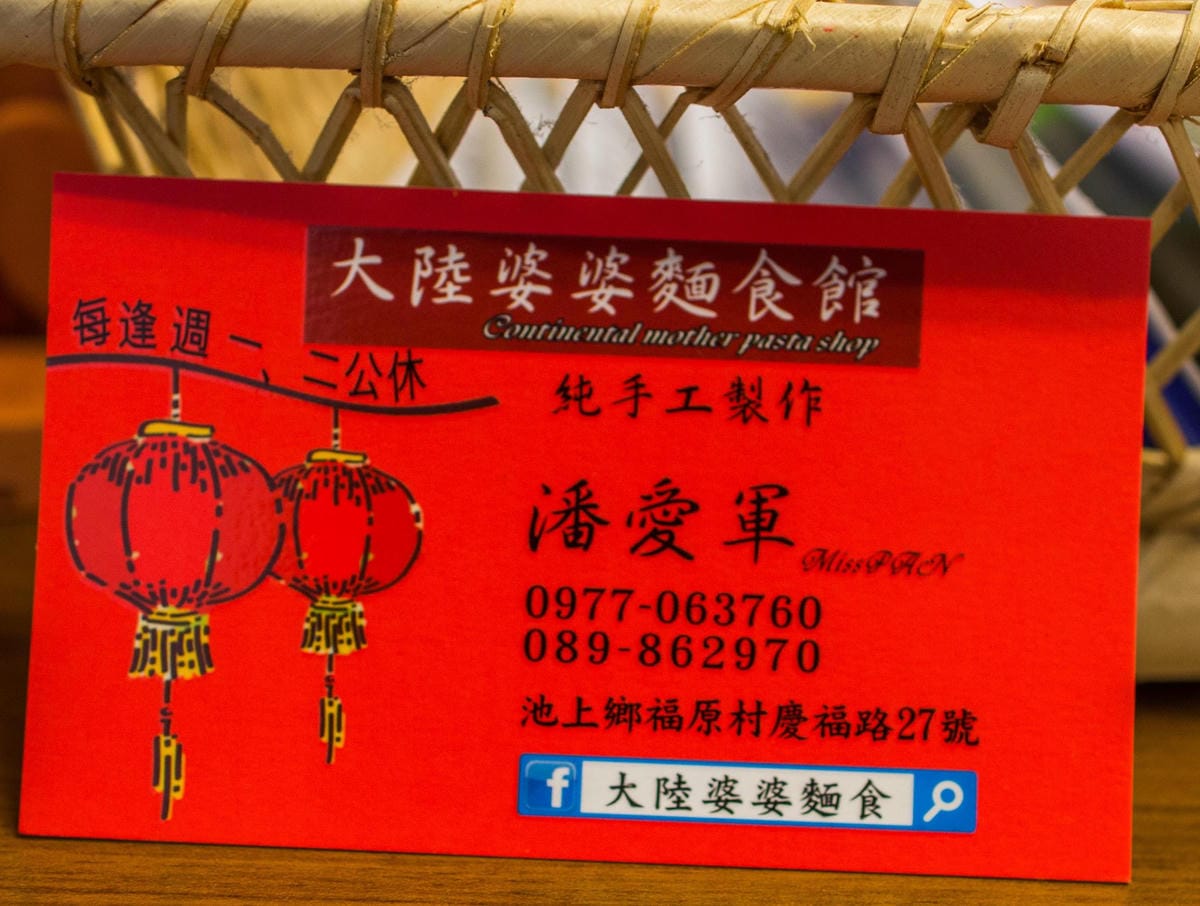 大陸婆婆麵食館
Continental mother pasta shop
每逢週一、二公休
純手工製作
潘愛軍 Miss PAN
0977-063760
089-862970
池上鄉福原村慶福路27號
f 大陸婆婆麵食